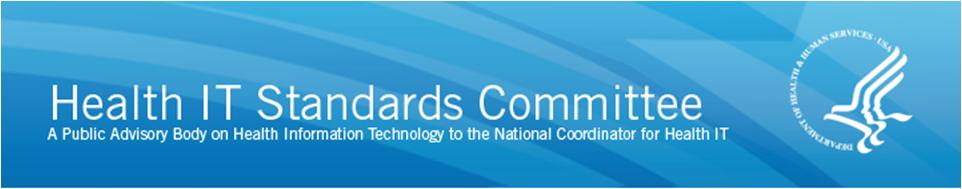 Health IT Standards Committee
A Public Advisory Body on Health Information Technology to the National Coordinator for Health IT
DEPARTMENT OF HEALTH & HUMAN SERVICES · USA